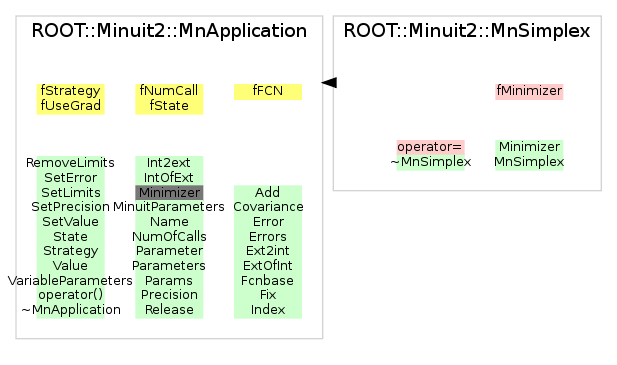 ROOT::Minuit2::MnApplication
fStrategy fNumCall fFCN
fUseGrad fState
RemoveLimits Int2ext
SetError IntOfExt
SetLimits Minimizer Add
SetPrecision MinuitParameters Covariance
SetValue Name Error
State NumOfCalls Errors
Strategy Parameter Ext2int
Value Parameters ExtOfInt
VariableParameters Params Fcnbase
operator() Precision Fix
~MnApplication Release Index
ROOT::Minuit2::MnSimplex
fMinimizer
operator= Minimizer
~MnSimplex MnSimplex